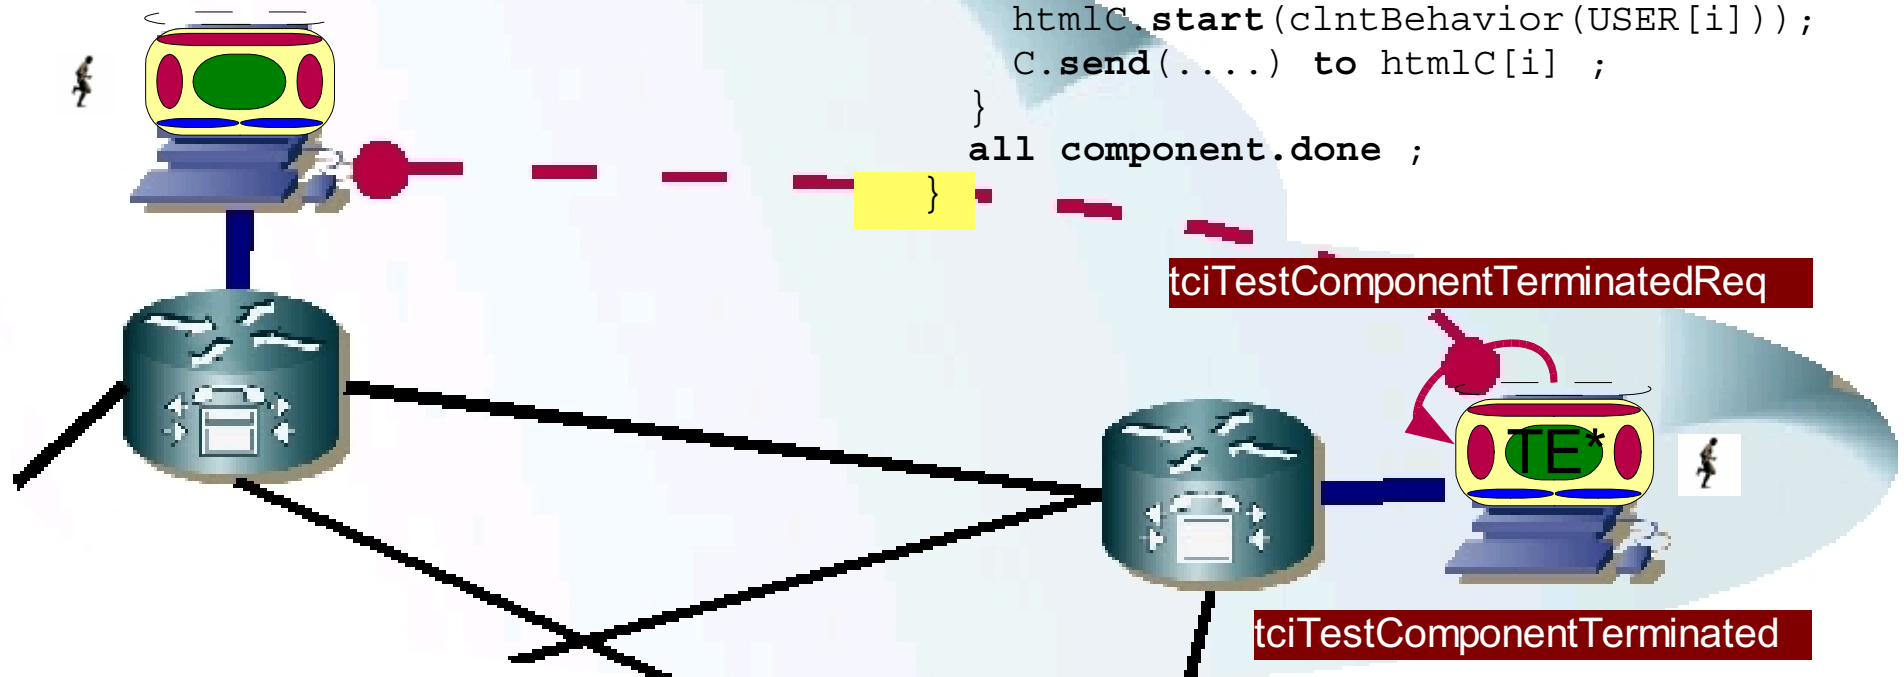 htmlC.start(clntBehavior(USER[i]));
C.send(....) to htmlC[i] ;
}
all component.done ;
}
tciTestComponentTerminatedReq
TE*
tciTestComponentTerminated